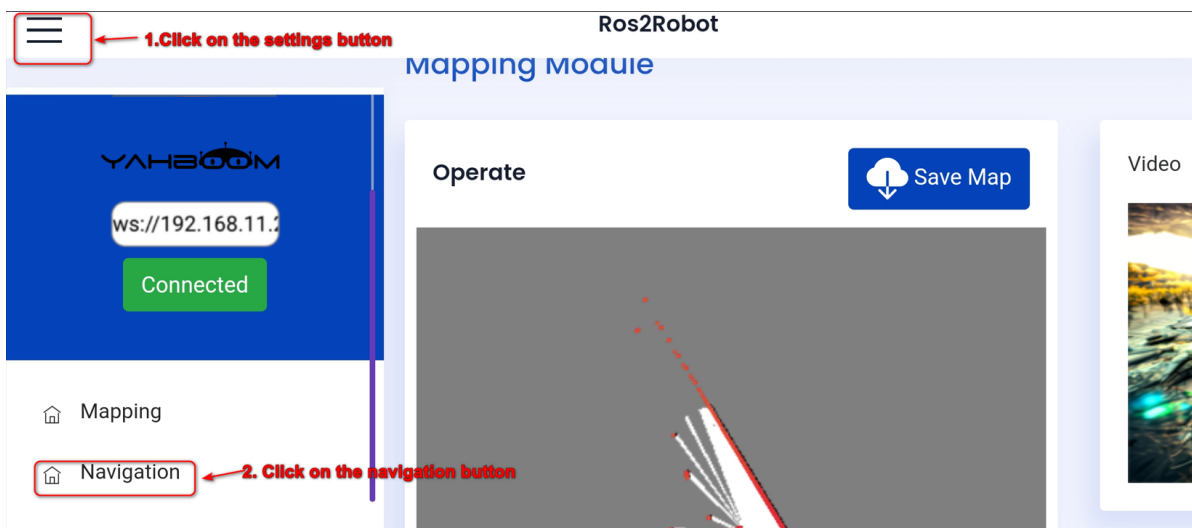 Ros2Robot
1.Click on the settings button
Mapping Module
YAHBOOM
Operate
Save Map
Video
ws://192.168.11.2
Connected
Mapping
Navigation
2. Click on the navigation button